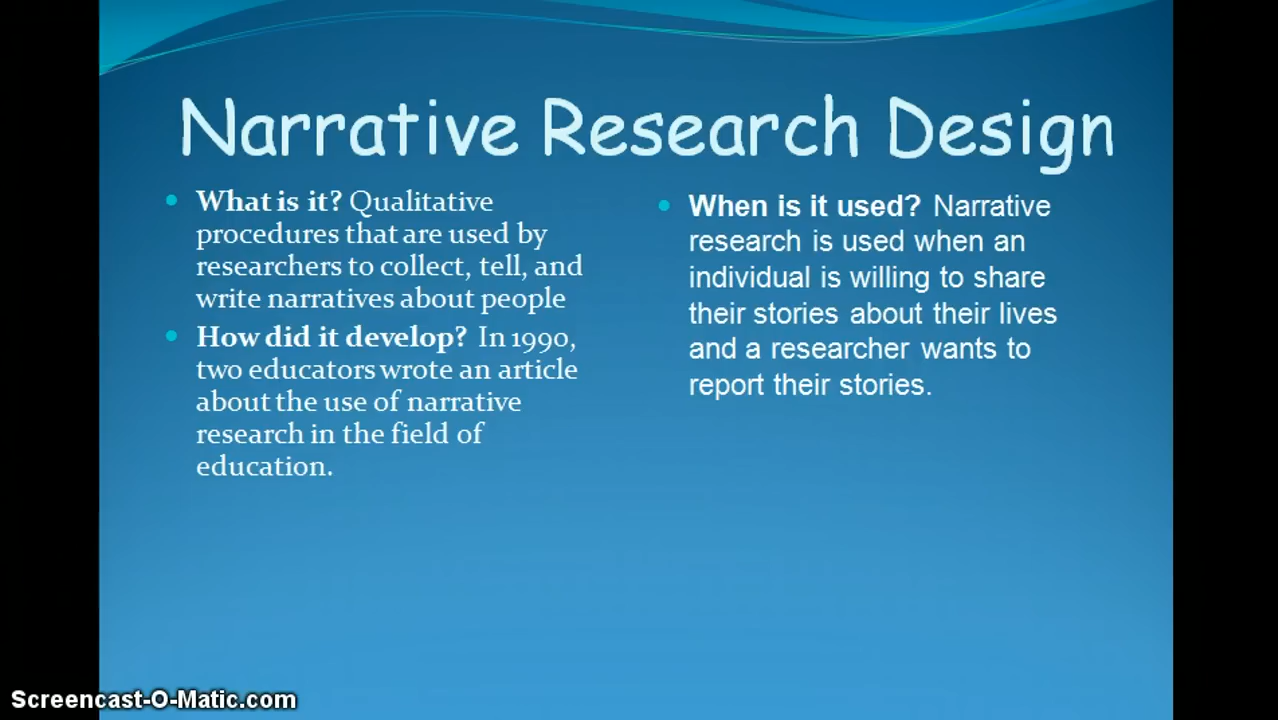 Narrative Research Design
What is it? Qualitative
procedures that are used by
researchers to collect, tell, and
write narratives about people
How did it develop? In 1990,
two educators wrote an article
about the use of narrative
research in the field of
education.
When is it used? Narrative
research is used when an
individual is willing to share
their stories about their lives
and a researcher wants to
report their stories.
Screencast-O-Matic.com